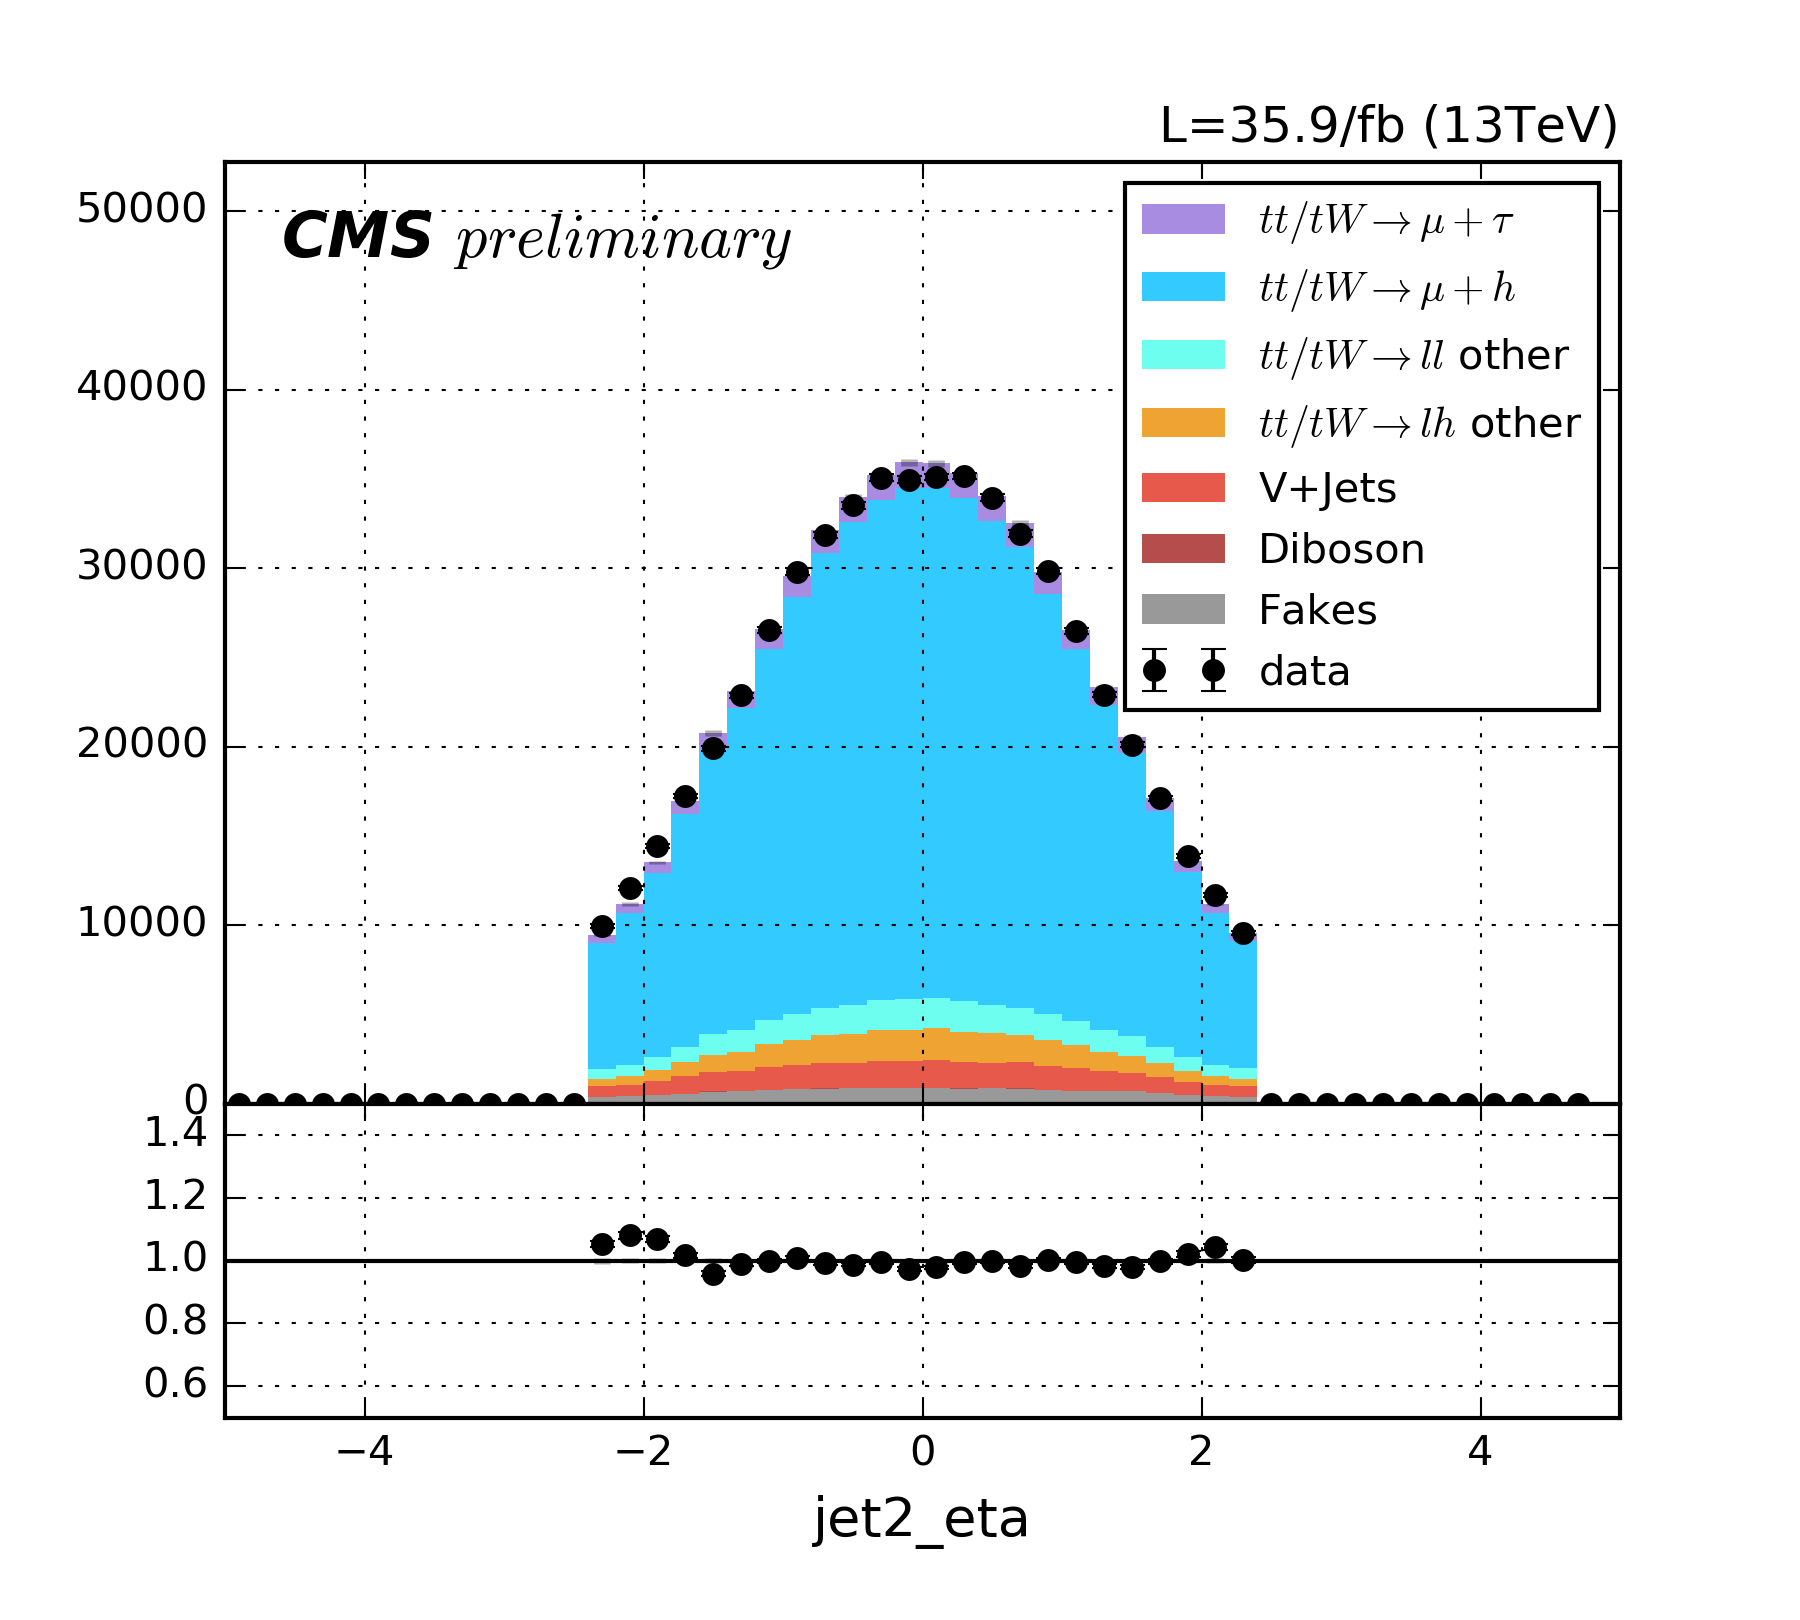 L=35.9/fb (13TeV)
CMS preliminary
tt/tW→μ+τ
tt/tW→μ+h
tt/tW→ll other
tt/tW→lh other
V+Jets
Diboson
Fakes
data
50000
40000
30000
20000
10000
0
1.4
1.2
1.0
0.8
0.6
−4 −2 0 2 4
jet2_eta